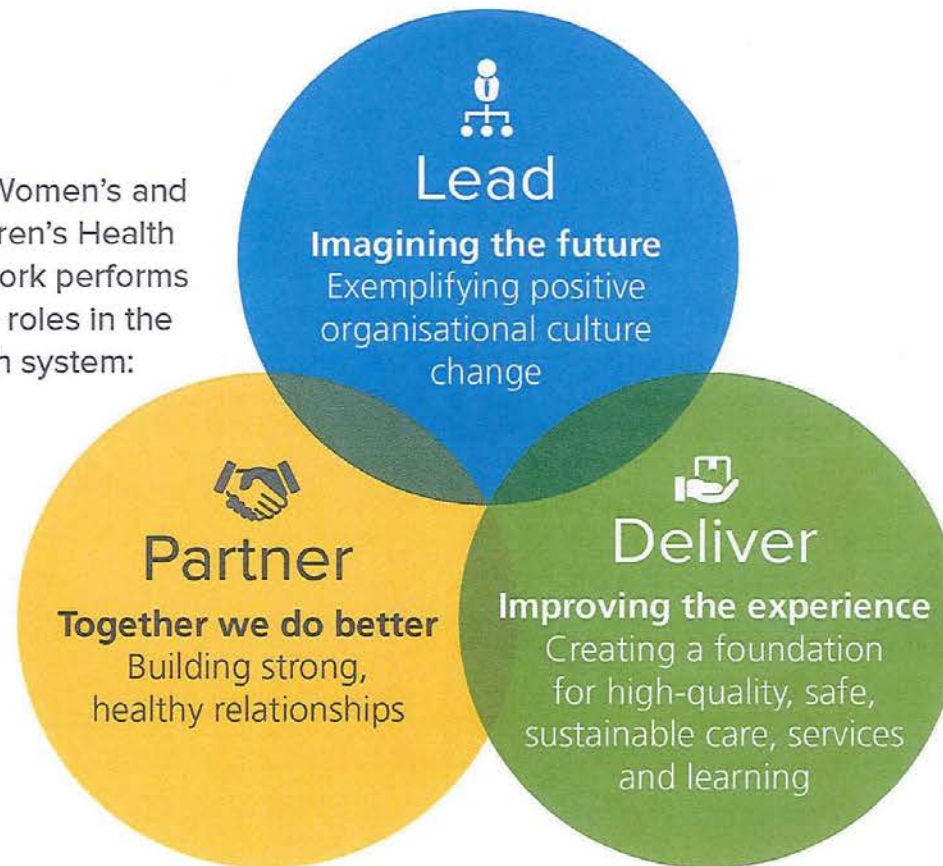 Women's and
ren's Health
ork performs
roles in the
n system:
Lead
Imagining the future
Exemplifying positive
organisational culture
change
Partner
Together we do better
Building strong,
healthy relationships
Deliver
Improving the experience
Creating a foundation
for high-quality, safe,
sustainable care, services
and learning